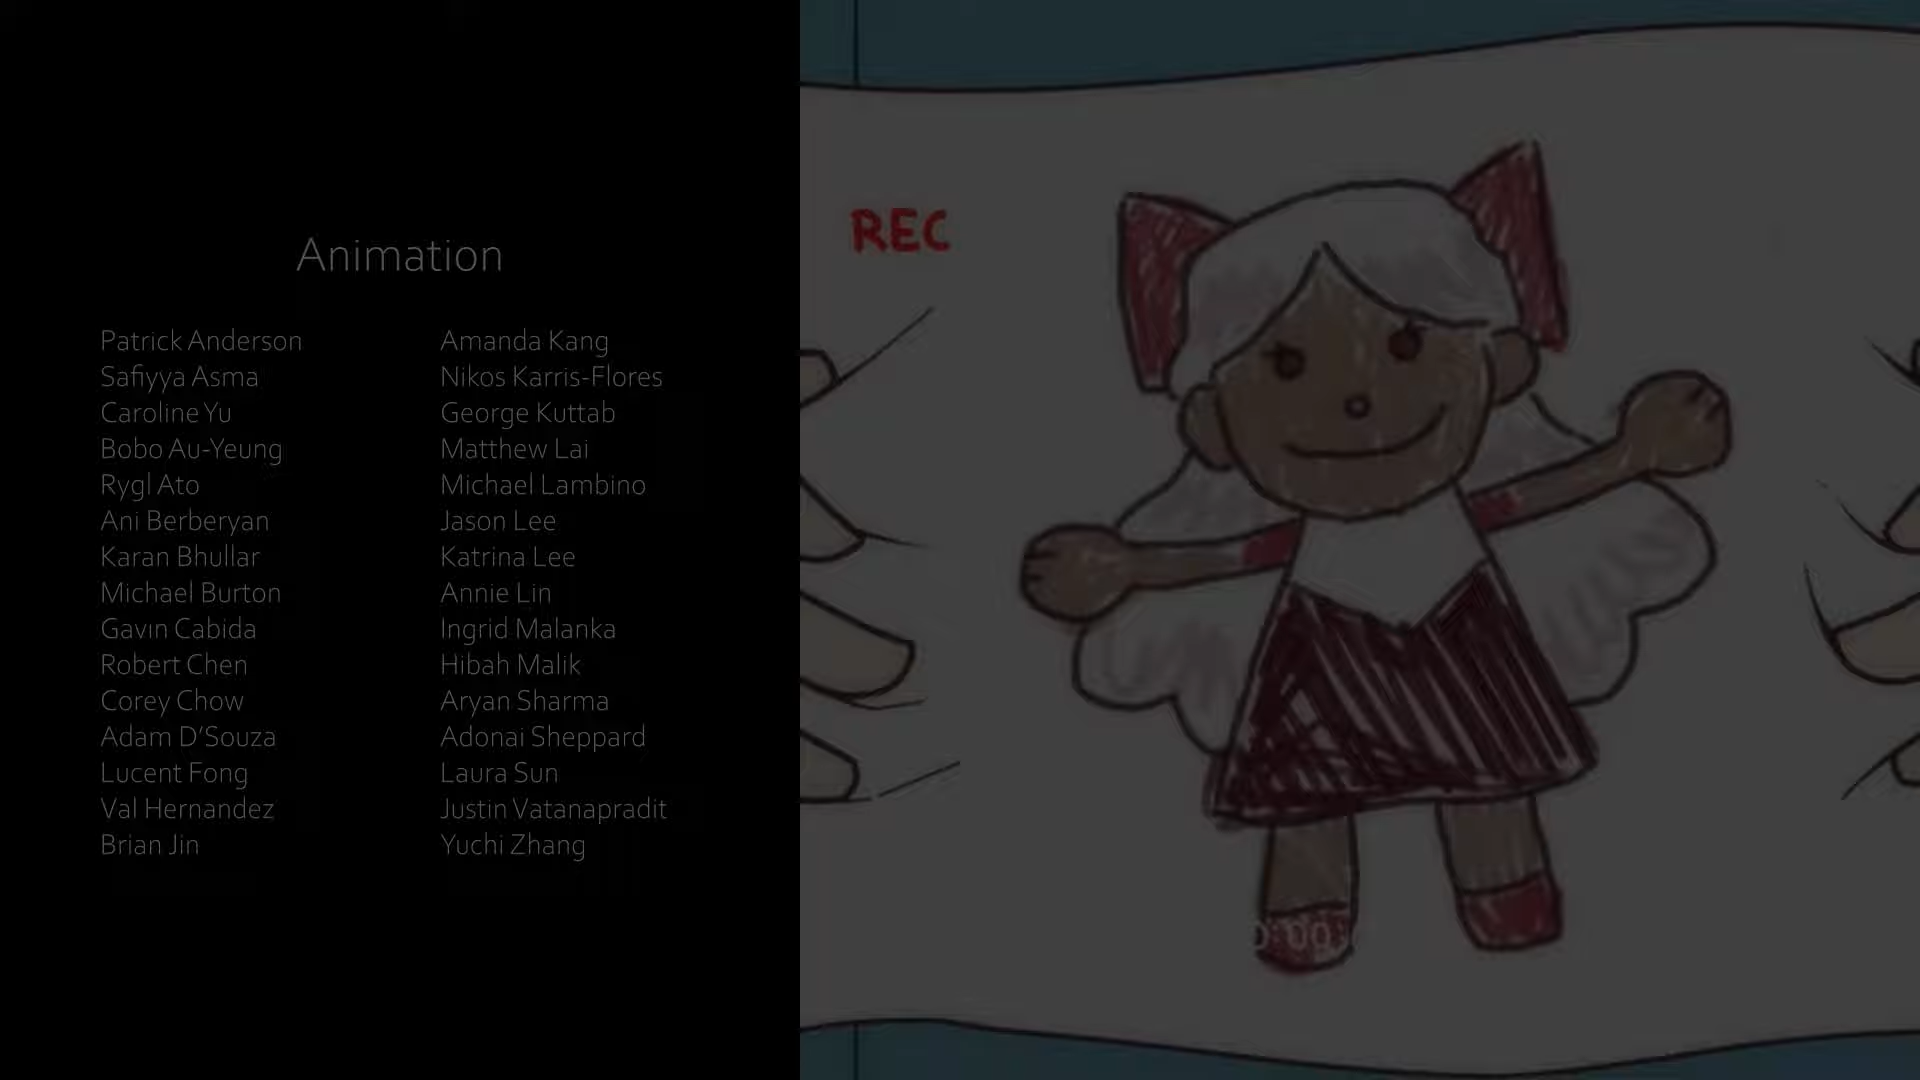 Animation
Patrick Anderson
Safiyya Asma
Caroline Yu
Bobo Au-Yeung
Rygl Ato
Ani Berberyan
Karan Bhullar
Michael Burton
Gavin Cabida
Robert Chen
Corey Chow
Adam D'Souza
Lucent Fong
Val Hernandez
Brian Jin
Amanda Kang
Nikos Karris-Flores
George Kuttab
Matthew Lai
Michael Lambino
Jason Lee
Katrina Lee
Annie Lin
Ingrid Malanka
Hibah Malik
Aryan Sharma
Adonai Sheppard
Laura Sun
Justin Vatanapradit
Yuchi Zhang
REC